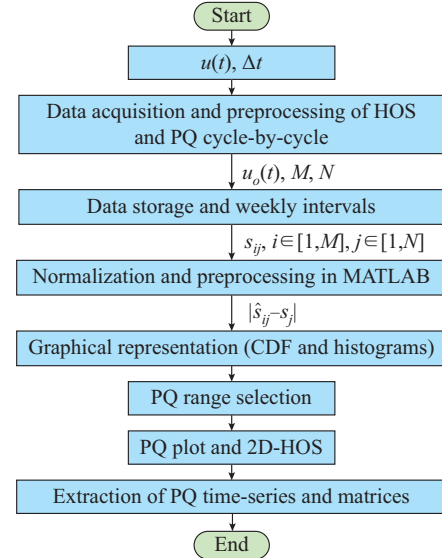 Start
u(t), Δt
Data acquisition and preprocessing of HOS
and PQ cycle-by-cycle
u_o(t), M, N
Data storage and weekly intervals
s_ij, i∈[1,M], j∈[1,N]
Normalization and preprocessing in MATLAB
|ŝ_ij–s_j|
Graphical representation (CDF and histograms)
PQ range selection
PQ plot and 2D-HOS
Extraction of PQ time-series and matrices
End